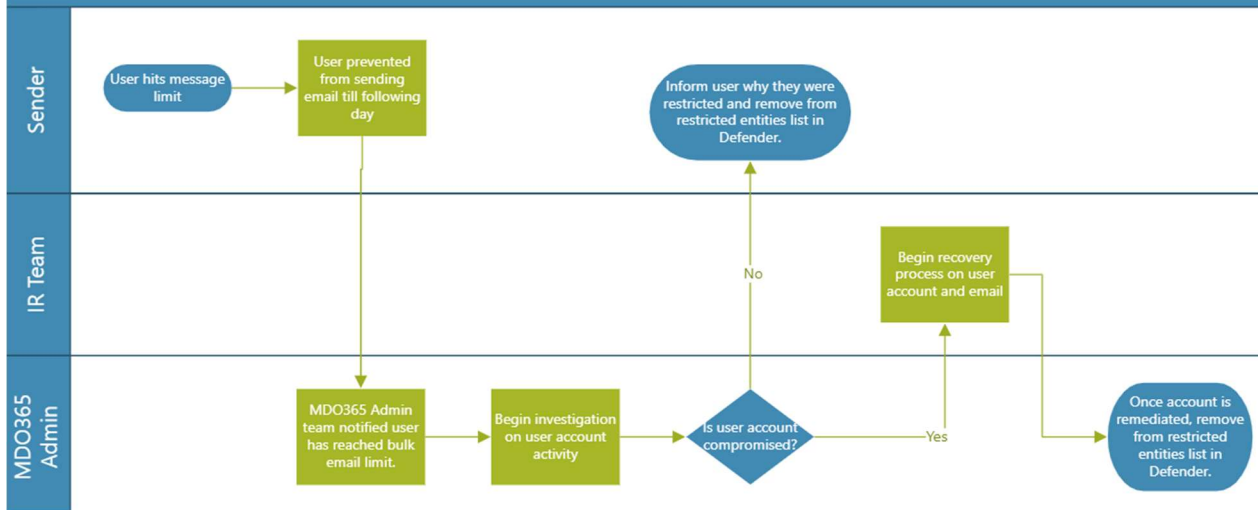 Sender
User hits message
limit
User prevented
from sending
email till following
day
Inform user why they were
restricted and remove from
restricted entities list in
Defender.
IR Team
No
Begin recovery
process on user
account and email
MDO365
Admin
MDO365 Admin
team notified user
has reached bulk
email limit.
Begin investigation
on user account
activity
Is user account
compromised?
Yes
Once account is
remediated, remove
from restricted
entities list in
Defender.